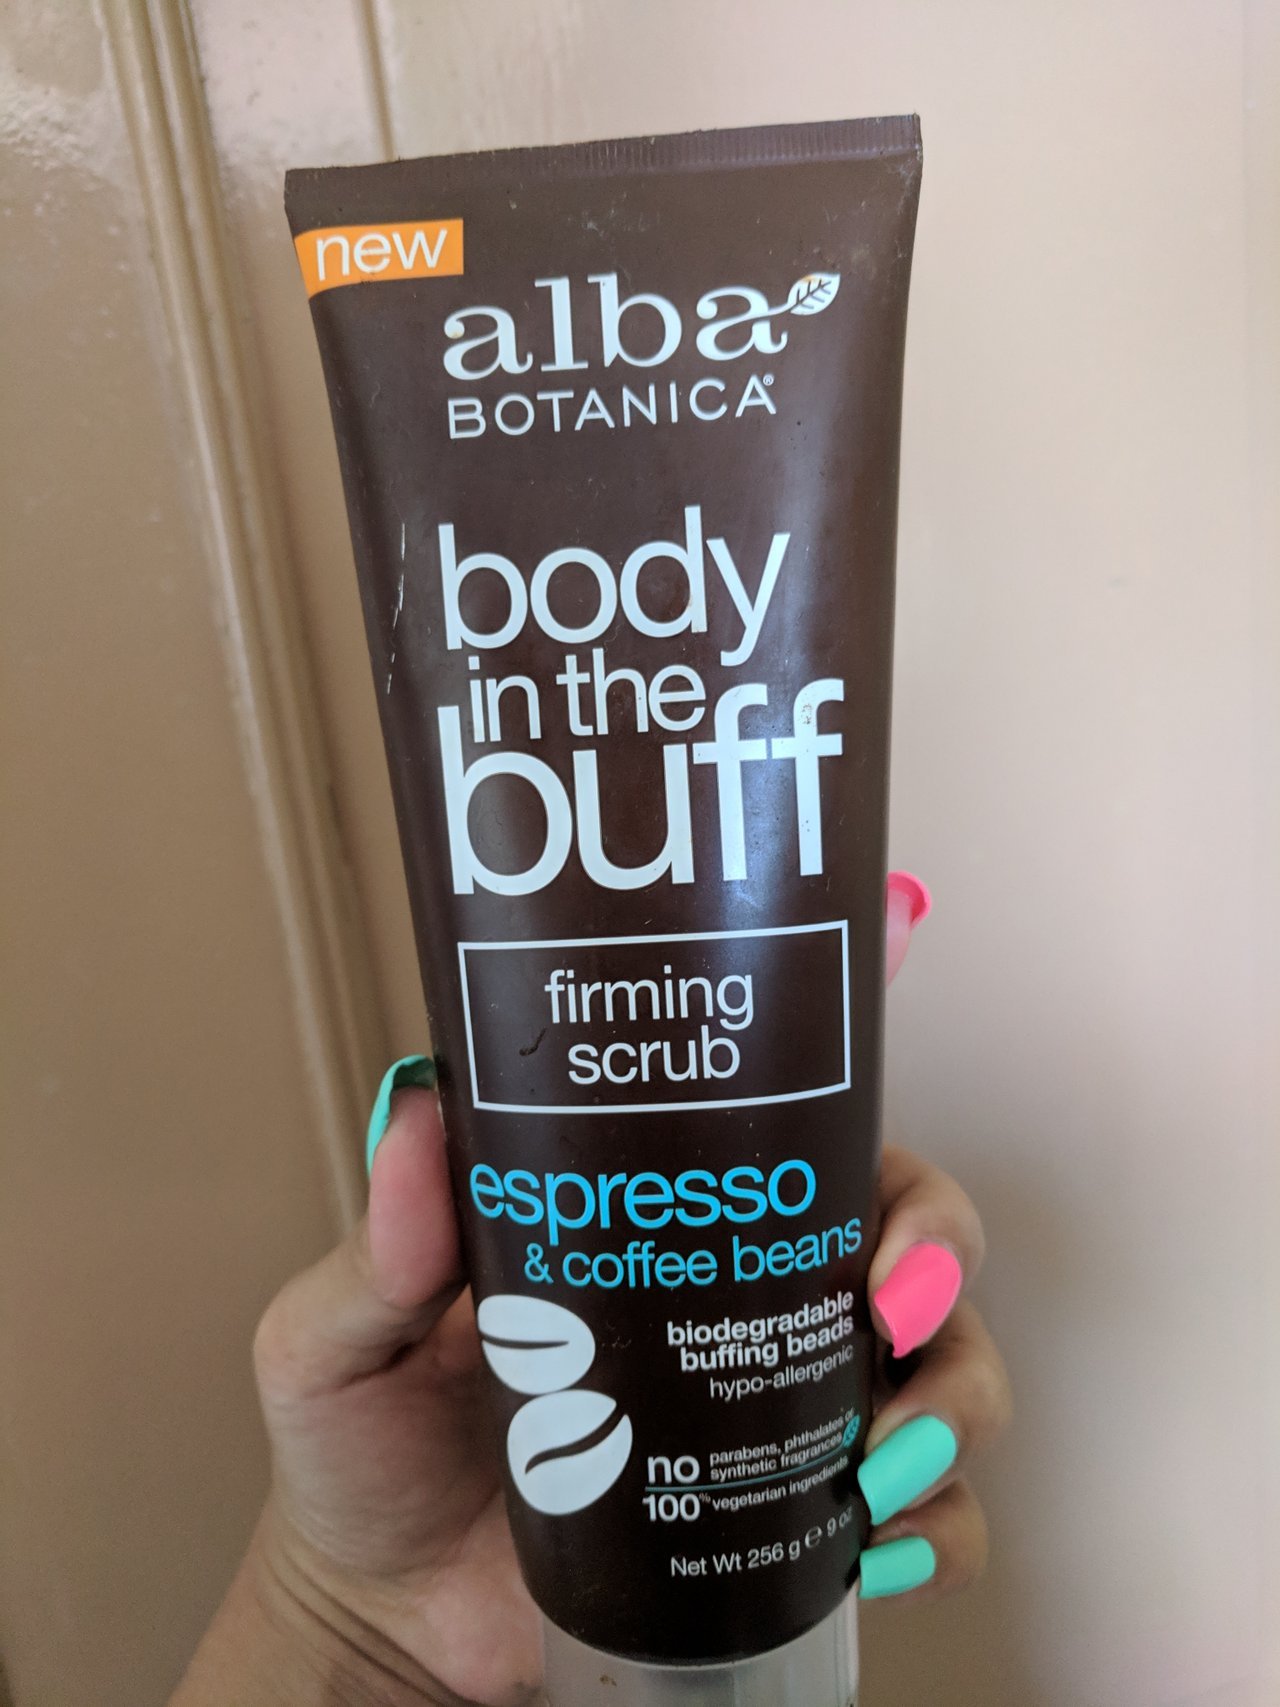 new
alba
BOTANICA®
body
in the
buff
firming
scrub
espresso
& coffee beans
biodegradable
buffing beads
hypo-allergenic
no parabens, phthalates or
synthetic fragrances
100% vegetarian ingredients
Net Wt 256 g ℮ 9 oz